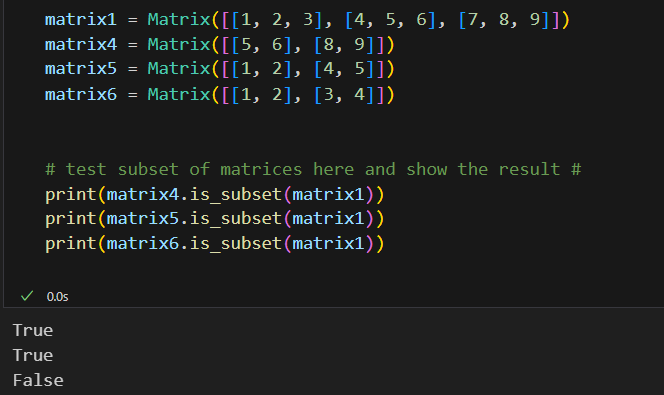 matrix1 = Matrix([[1, 2, 3], [4, 5, 6], [7, 8, 9]])
matrix4 = Matrix([[5, 6], [8, 9]])
matrix5 = Matrix([[1, 2], [4, 5]])
matrix6 = Matrix([[1, 2], [3, 4]])
# test subset of matrices here and show the result #
print(matrix4.is_subset(matrix1))
print(matrix5.is_subset(matrix1))
print(matrix6.is_subset(matrix1))
0.0s
True
True
False